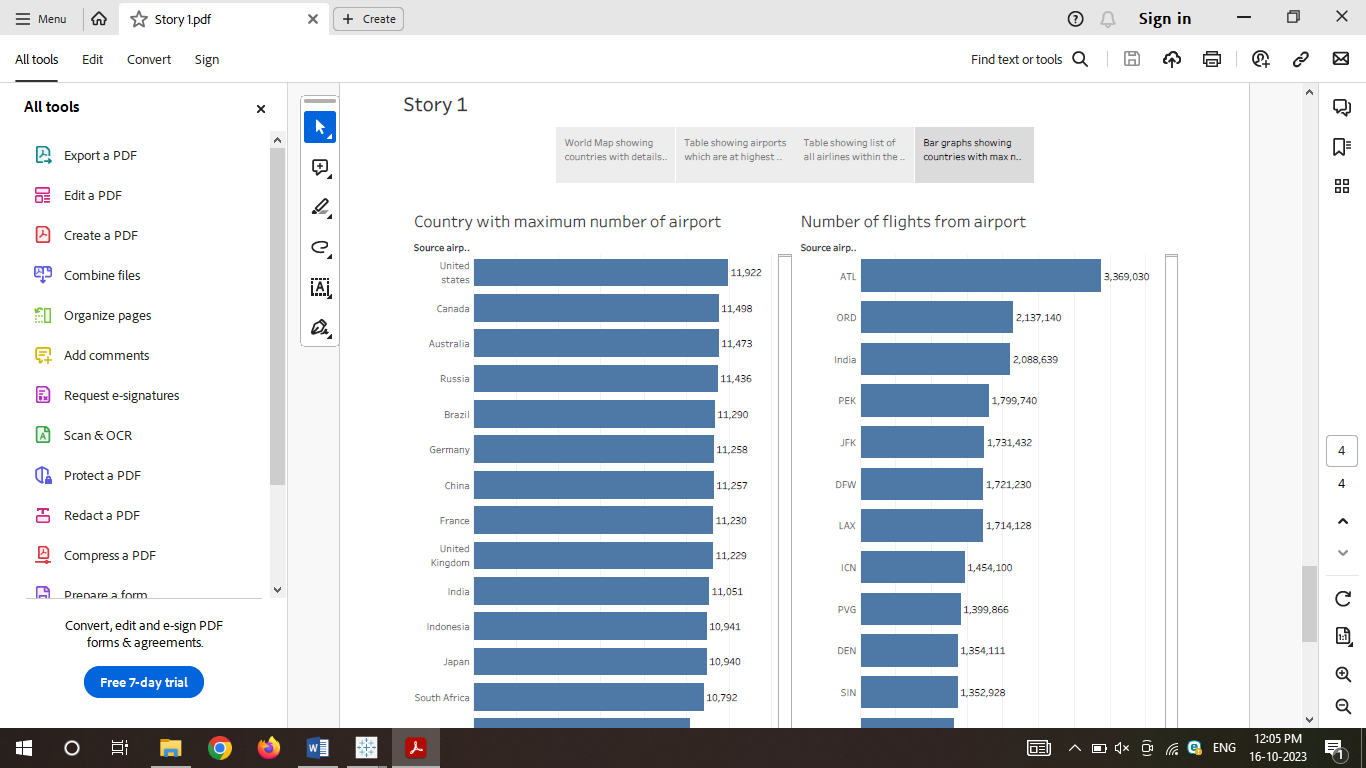 Menu
Story 1.pdf
Create
Sign in
All tools
Edit
Convert
Sign
Find text or tools
All tools
Export a PDF
Edit a PDF
Create a PDF
Combine files
Organize pages
Add comments
Request e-signatures
Scan & OCR
Protect a PDF
Redact a PDF
Compress a PDF
Prepare a form
Convert, edit and e-sign PDF
forms & agreements.
Free 7-day trial
Story 1
World Map showing
countries with details..
Table showing airports
which are at highest ..
Table showing list of
all airlines within the ..
Bar graphs showing
countries with max n..
Country with maximum number of airport
Source airp..
United
states
11,922
Canada
11,498
Australia
11,473
Russia
11,436
Brazil
11,290
Germany
11,258
China
11,257
France
11,230
United
Kingdom
11,229
India
11,051
Indonesia
10,941
Japan
10,940
South Africa
10,792
Number of flights from airport
Source airp..
ATL
3,369,030
ORD
2,137,140
India
2,088,639
PEK
1,799,740
JFK
1,731,432
DFW
1,721,230
LAX
1,714,128
ICN
1,454,100
PVG
1,399,866
DEN
1,354,111
SIN
1,352,928
4
4
1:1
ENG
12:05 PM
16-10-2023
1